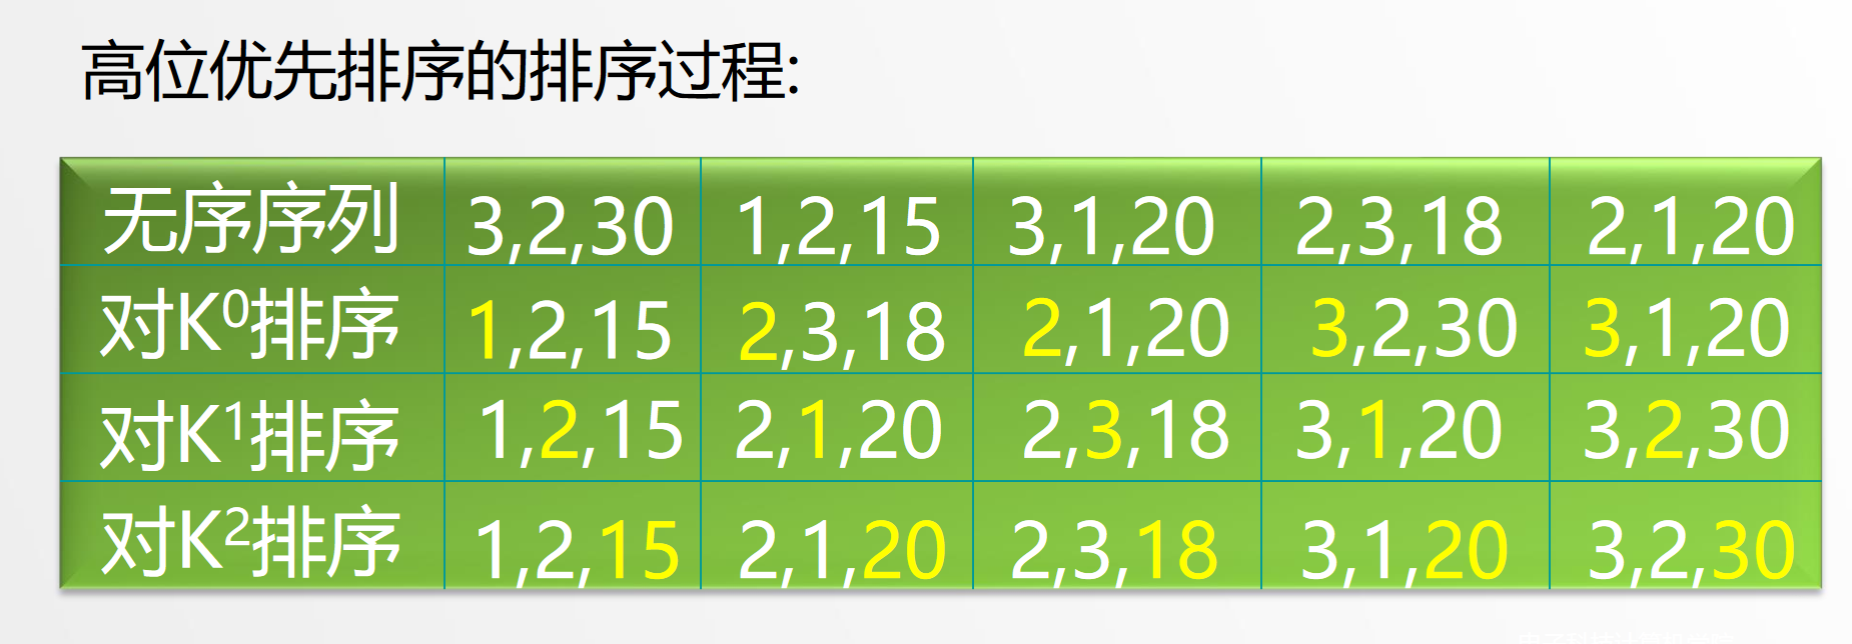 高位优先排序的排序过程:
无序序列 3,2,30 1,2,15 3,1,20 2,3,18 2,1,20
对K⁰排序 1,2,15 2,3,18 2,1,20 3,2,30 3,1,20
对K¹排序 1,2,15 2,1,20 2,3,18 3,1,20 3,2,30
对K²排序 1,2,15 2,1,20 2,3,18 3,1,20 3,2,30